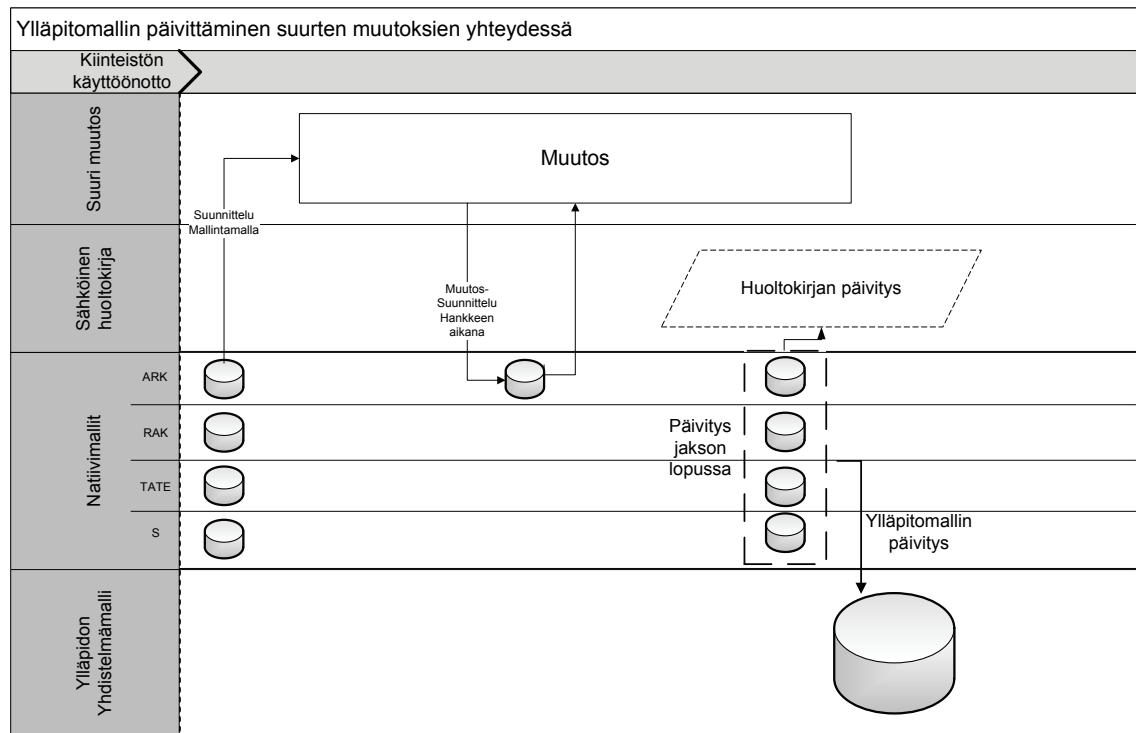 Ylläpitomallin päivittäminen suurten muutoksien yhteydessä
Kiinteistön
käyttöönotto
Suuri muutos
Muutos
Suunnittelu
Mallintamalla
Sähköinen
huoltokirja
Muutos-
Suunnittelu
Hankkeen
aikana
Huoltokirjan päivitys
Natiivimallit
ARK
RAK
TATE
S
Päivitys
jakson
lopussa
Ylläpitomallin
päivitys
Ylläpidon
Yhdistelmämalli